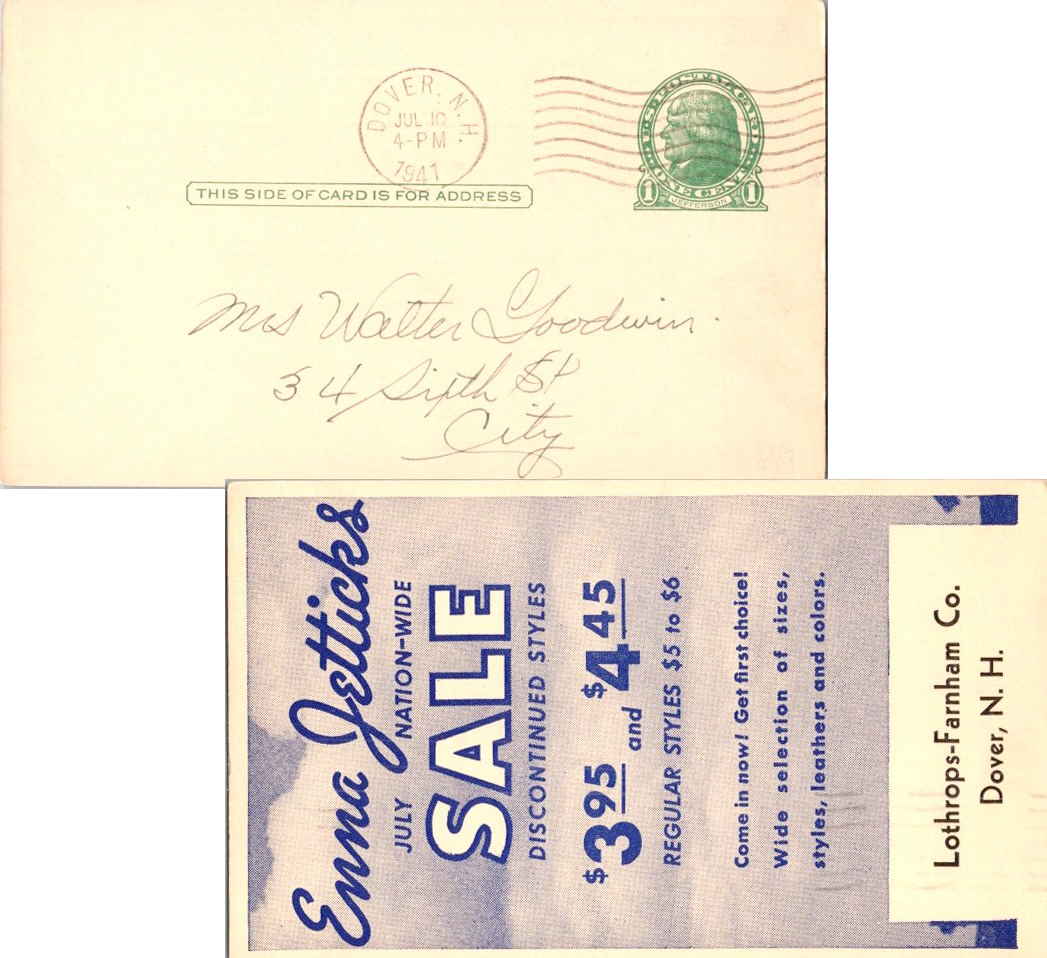 DOVER, N.H.
JUL 10
4-PM
1941
U.S. POSTAL CARD
ONE CENT
1 JEFFERSON 1
THIS SIDE OF CARD IS FOR ADDRESS
Mrs Walter Goodwin.
34 Sixth St
City
Enna Jetticks
JULY NATION-WIDE
SALE
DISCONTINUED STYLES
$3.95 and $4.45
REGULAR STYLES $5 to $6
Come in now! Get first choice!
Wide selection of sizes,
styles, leathers and colors.
Lothrops-Farnham Co.
Dover, N. H.